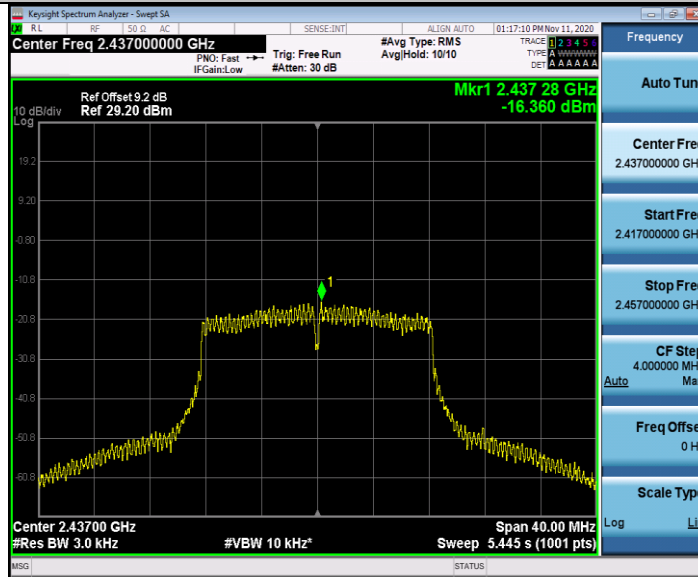 Keysight Spectrum Analyzer - Swept SA
RL RF 50 Ω AC SENSE:INT ALIGN AUTO 01:17:10 PM Nov 11, 2020
Center Freq 2.437000000 GHz
PNO: Fast
IFGain:Low
Trig: Free Run
#Atten: 30 dB
#Avg Type: RMS
Avg|Hold: 10/10
TRACE 1 2 3 4 5 6
TYPE A WWWWW
DET A A A A A A
Ref Offset 9.2 dB
Ref 29.20 dBm
10 dB/div
Log
Mkr1 2.437 28 GHz
-16.360 dBm
1
19.2
9.20
-0.80
-10.8
-20.8
-30.8
-40.8
-50.8
-60.8
Center 2.43700 GHz
Span 40.00 MHz
#Res BW 3.0 kHz
#VBW 10 kHz*
Sweep 5.445 s (1001 pts)
MSG
STATUS
Frequency
Auto Tun
Center Fre
2.437000000 GH
Start Fre
2.417000000 GH
Stop Fre
2.457000000 GH
CF Ste
4.000000 MH
Auto Ma
Freq Offse
0 H
Scale Typ
Log Li